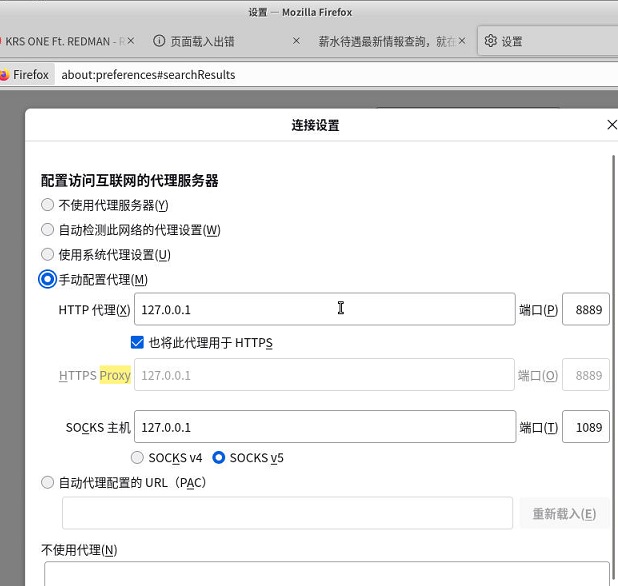 设置 — Mozilla Firefox
KRS ONE Ft. REDMAN - R
页面载入出错
薪水待遇最新情報查詢，就在
设置
Firefox about:preferences#searchResults
连接设置
配置访问互联网的代理服务器
不使用代理服务器(Y)
自动检测此网络的代理设置(W)
使用系统代理设置(U)
手动配置代理(M)
HTTP 代理(X) 127.0.0.1 端口(P) 8889
也将此代理用于 HTTPS
HTTPS Proxy 127.0.0.1 端口(O) 8889
SOCKS 主机 127.0.0.1 端口(T) 1089
SOCKS v4 SOCKS v5
自动代理配置的 URL（PAC）
重新载入(E)
不使用代理(N)